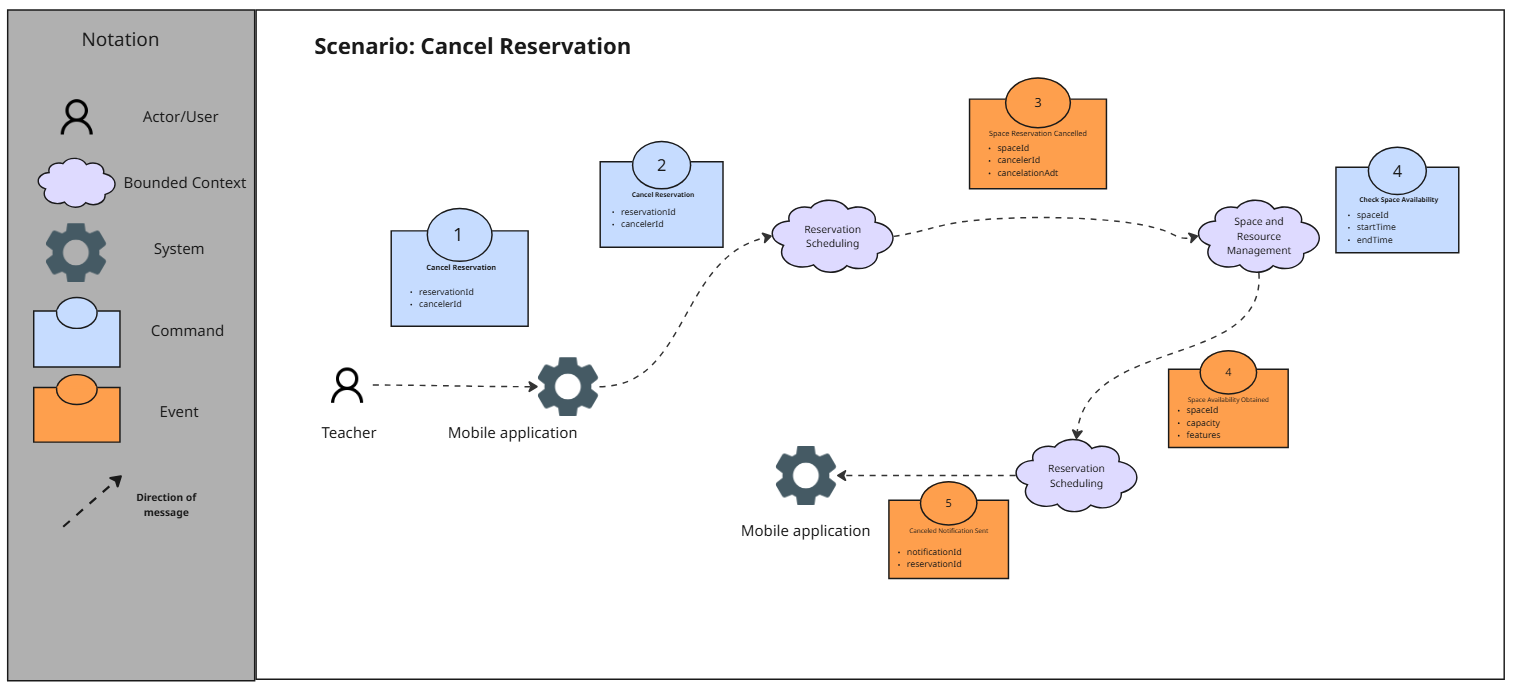 Notation
Actor/User
Bounded Context
System
Command
Event
Direction of
message
Scenario: Cancel Reservation
1
Cancel Reservation
• reservationId
• cancelerId
2
Cancel Reservation
• reservationId
• cancelerId
3
Space Reservation Cancelled
• spaceId
• cancelerId
• cancelationAdt
4
Check Space Availability
• spaceId
• startTime
• endTime
Reservation
Scheduling
Space and
Resource
Management
Teacher
Mobile application
4
Space Availability Obtained
• spaceId
• capacity
• features
Reservation
Scheduling
Mobile application
5
Canceled Notification Sent
• notificationId
• reservationId